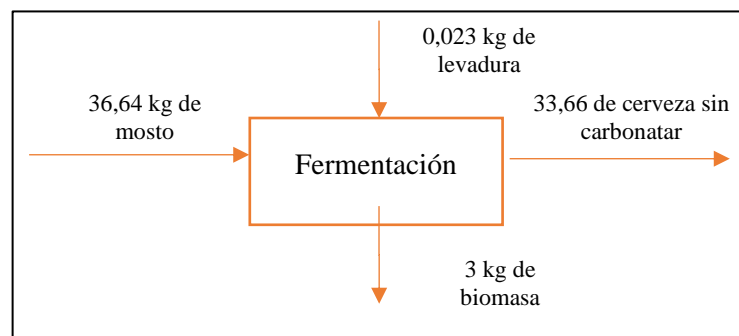 0,023 kg de
levadura
36,64 kg de
mosto
33,66 de cerveza sin
carbonatar
Fermentación
3 kg de
biomasa